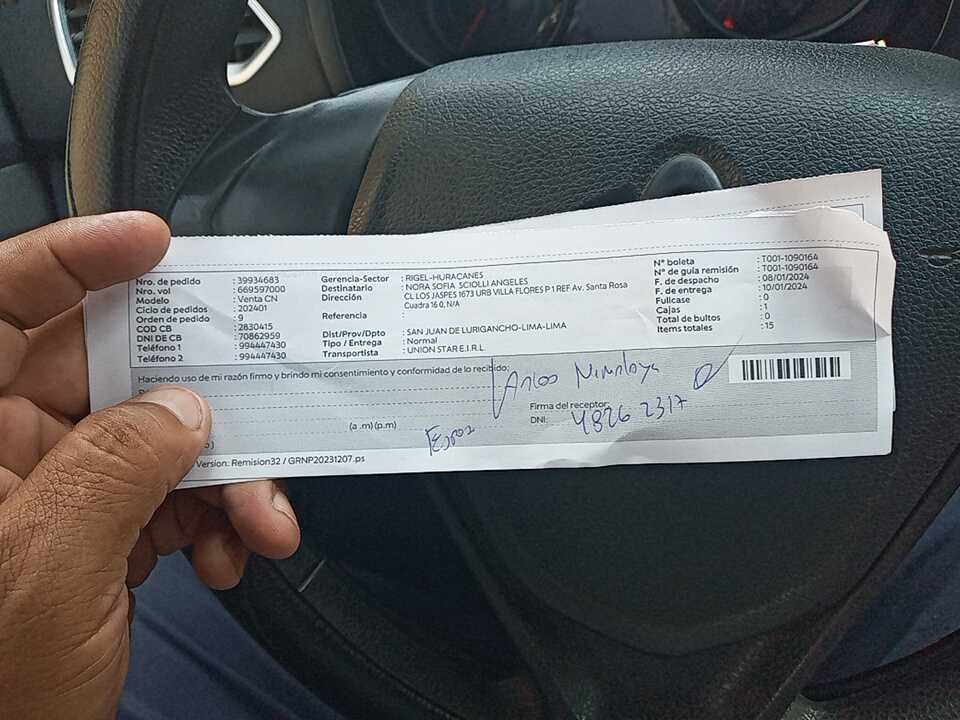 Nro. de pedido : 39934683
Nro. vol : 669597000
Modelo : Venta CN
Ciclo de pedidos : 202401
Orden de pedido : 9
COD CB : 2830415
DNI DE CB : 70862959
Teléfono 1 : 994447430
Teléfono 2 : 994447430
Gerencia-Sector : RIGEL-HURACANES
Destinatario : NORA SOFIA SCIOLLI ANGELES
Dirección CL LOS JASPES 1673 URB VILLA FLORES P 1 REF Av. Santa Rosa
Cuadra 16 0, N/A
Referencia :
Dist/Prov/Dpto : SAN JUAN DE LURIGANCHO-LIMA-LIMA
Tipo / Entrega : Normal
Transportista : UNION STAR E.I.R.L.
N° boleta : T001-1090164
N° de guía remisión : T001-1090164
F. de despacho : 08/01/2024
F. de entrega : 10/01/2024
Fullcase : 0
Cajas : 1
Total de bultos : 0
Items totales : 15
Haciendo uso de mi razón firmo y brindo mi consentimiento y conformidad de lo recibido:
(a .m) (p.m)
Firma del receptor:
DNI: 48262317
Version: Remision32 / GRNP20231207.ps